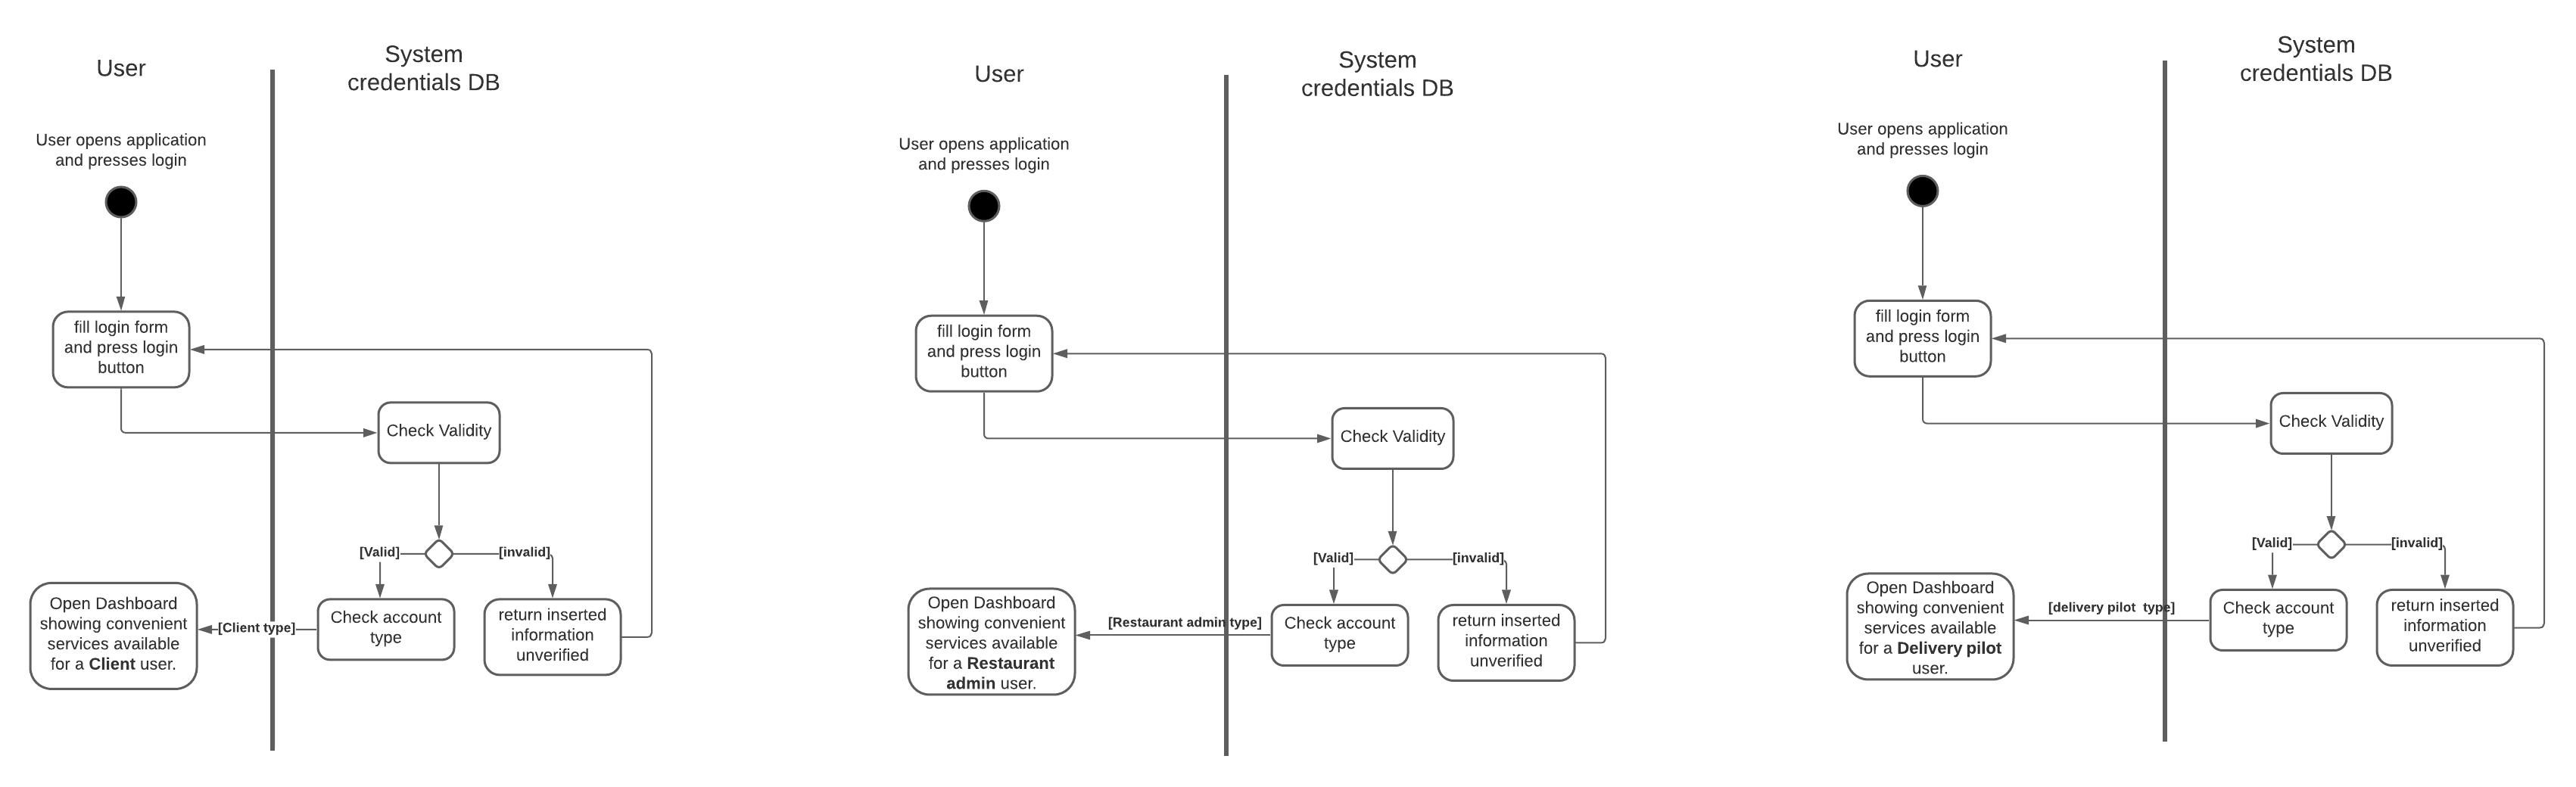 User
System
credentials DB
User opens application
and presses login
fill login form
and press login
button
Check Validity
[Valid]
[invalid]
Check account
type
return inserted
information
unverified
[Client type]
Open Dashboard
showing convenient
services available
for a Client user.
User
System
credentials DB
User opens application
and presses login
fill login form
and press login
button
Check Validity
[Valid]
[invalid]
Check account
type
return inserted
information
unverified
[Restaurant admin type]
Open Dashboard
showing convenient
services available
for a Restaurant
admin user.
User
System
credentials DB
User opens application
and presses login
fill login form
and press login
button
Check Validity
[Valid]
[invalid]
Check account
type
return inserted
information
unverified
[delivery pilot  type]
Open Dashboard
showing convenient
services available
for a Delivery pilot
user.